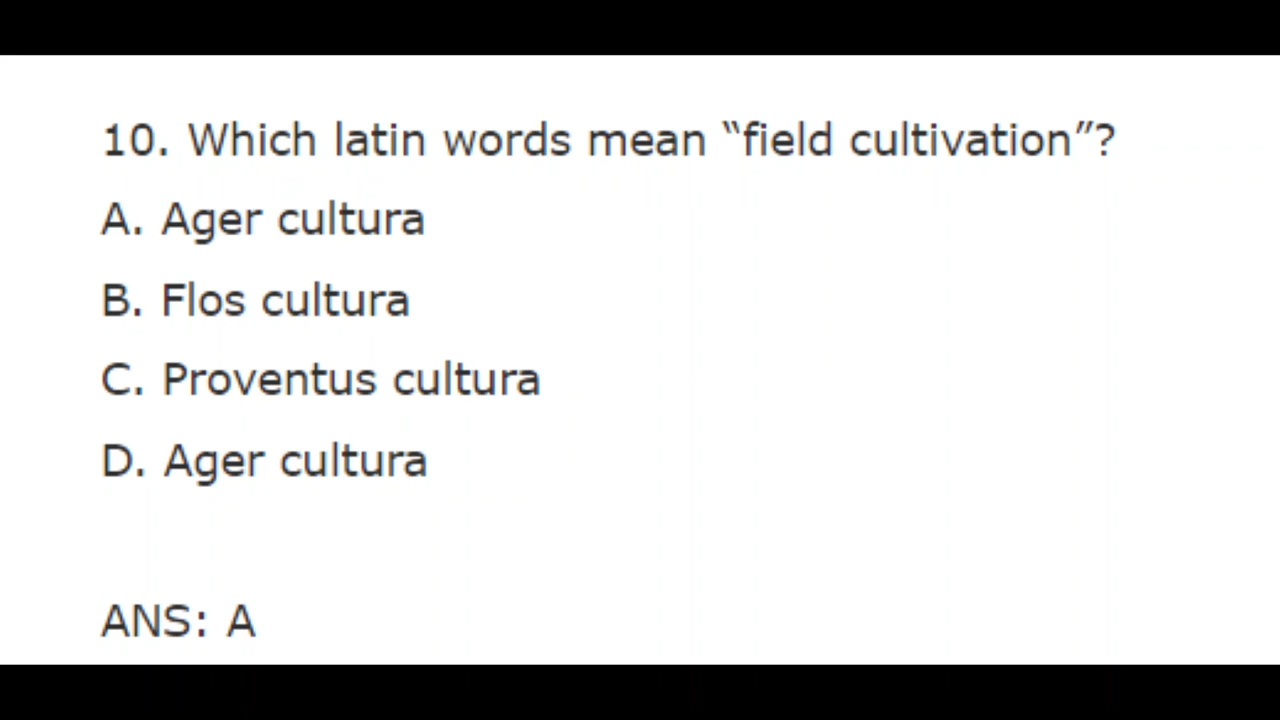 10. Which latin words mean “field cultivation”?
A. Ager cultura
B. Flos cultura
C. Proventus cultura
D. Ager cultura
ANS: A